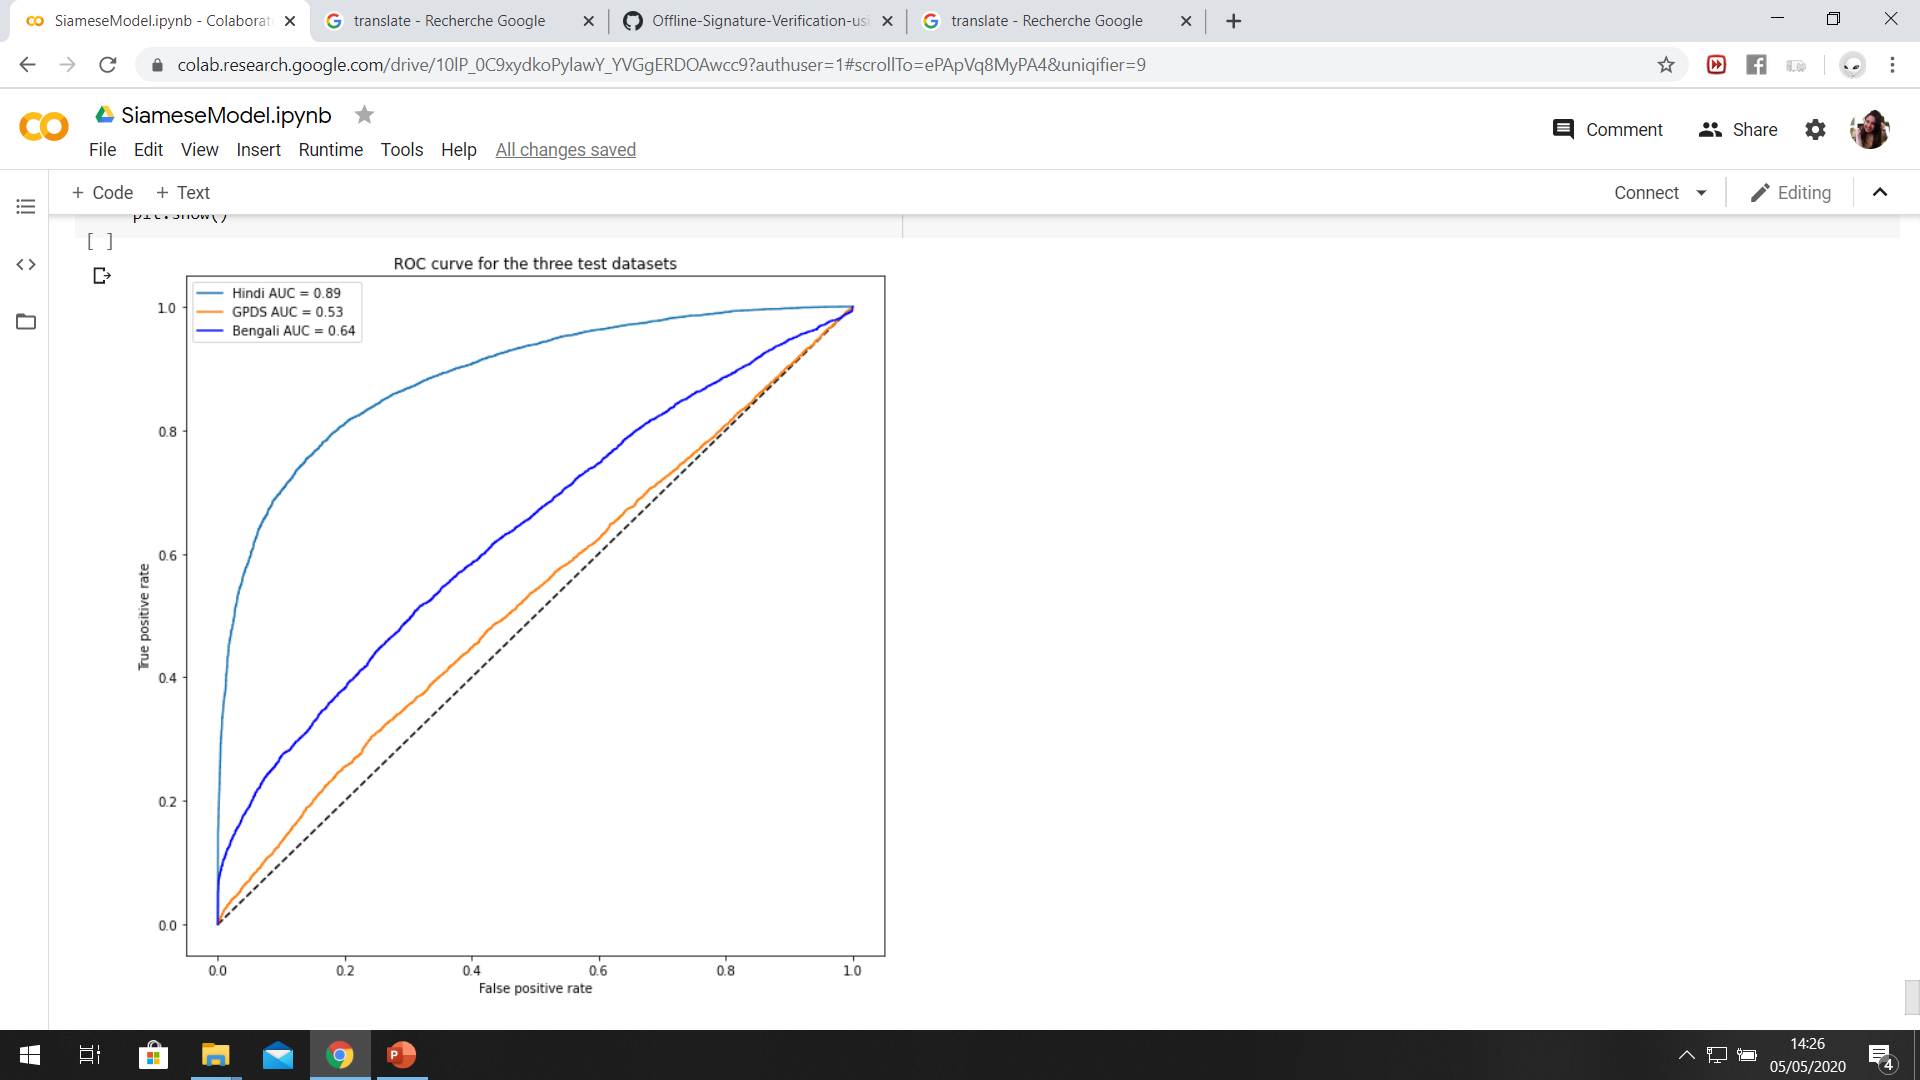 SiameseModel.ipynb - Colaborat
translate - Recherche Google
Offline-Signature-Verification-usi
translate - Recherche Google
colab.research.google.com/drive/10lP_0C9xydkoPylawY_YVGgERDOAwcc9?authuser=1#scrollTo=ePApVq8MyPA4&uniqifier=9
SiameseModel.ipynb
File Edit View Insert Runtime Tools Help All changes saved
Comment Share
+ Code + Text
Connect Editing
plt.show()
[ ]
ROC curve for the three test datasets
Hindi AUC = 0.89
GPDS AUC = 0.53
Bengali AUC = 0.64
1.0
0.8
0.6
0.4
0.2
0.0
True positive rate
0.0 0.2 0.4 0.6 0.8 1.0
False positive rate
14:26
05/05/2020
4